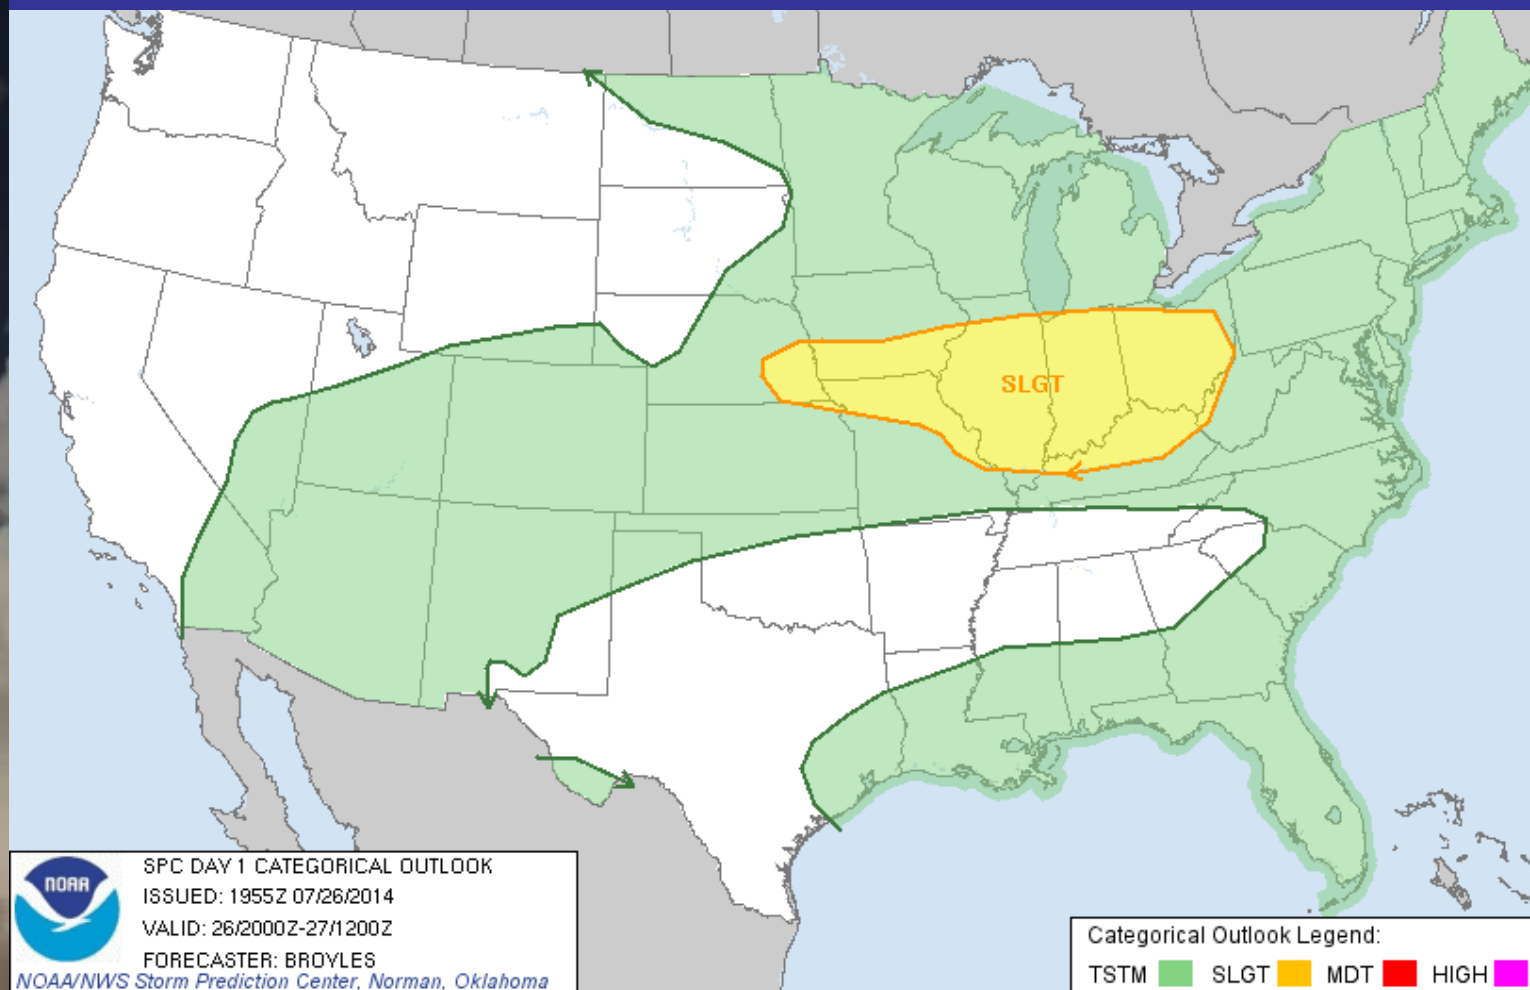 SLGT
NOAA
SPC DAY 1 CATEGORICAL OUTLOOK
ISSUED: 1955Z 07/26/2014
VALID: 26/2000Z-27/1200Z
FORECASTER: BROYLES
NOAA/NWS Storm Prediction Center, Norman, Oklahoma
Categorical Outlook Legend:
TSTM SLGT MDT HIGH